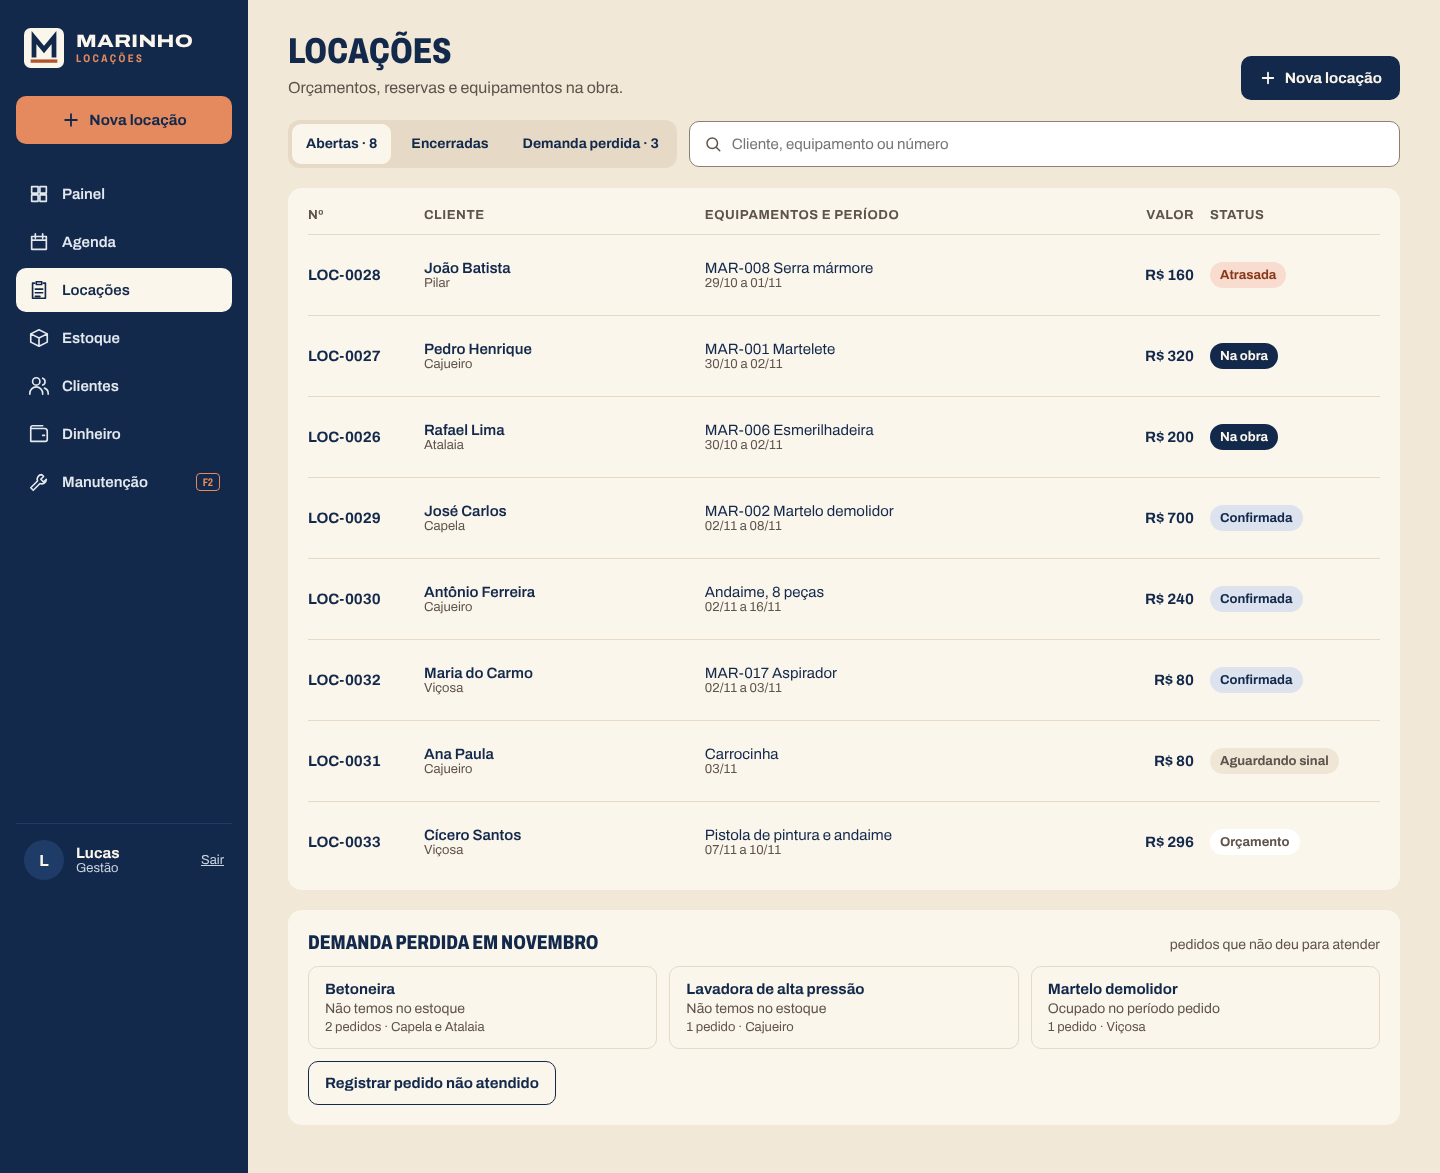 MARINHO
LOCAÇÕES
Nova locação
Painel
Agenda
Locações
Estoque
Clientes
Dinheiro
Manutenção F2
L
Lucas
Gestão
Sair
LOCAÇÕES
Orçamentos, reservas e equipamentos na obra.
Nova locação
Abertas · 8 Encerradas Demanda perdida · 3
Cliente, equipamento ou número
Nº CLIENTE EQUIPAMENTOS E PERÍODO VALOR STATUS
LOC-0028 João Batista MAR-008 Serra mármore R$ 160 Atrasada
Pilar 29/10 a 01/11
LOC-0027 Pedro Henrique MAR-001 Martelete R$ 320 Na obra
Cajueiro 30/10 a 02/11
LOC-0026 Rafael Lima MAR-006 Esmerilhadeira R$ 200 Na obra
Atalaia 30/10 a 02/11
LOC-0029 José Carlos MAR-002 Martelo demolidor R$ 700 Confirmada
Capela 02/11 a 08/11
LOC-0030 Antônio Ferreira Andaime, 8 peças R$ 240 Confirmada
Cajueiro 02/11 a 16/11
LOC-0032 Maria do Carmo MAR-017 Aspirador R$ 80 Confirmada
Viçosa 02/11 a 03/11
LOC-0031 Ana Paula Carrocinha R$ 80 Aguardando sinal
Cajueiro 03/11
LOC-0033 Cícero Santos Pistola de pintura e andaime R$ 296 Orçamento
Viçosa 07/11 a 10/11
DEMANDA PERDIDA EM NOVEMBRO
pedidos que não deu para atender
Betoneira
Não temos no estoque
2 pedidos · Capela e Atalaia
Lavadora de alta pressão
Não temos no estoque
1 pedido · Cajueiro
Martelo demolidor
Ocupado no período pedido
1 pedido · Viçosa
Registrar pedido não atendido